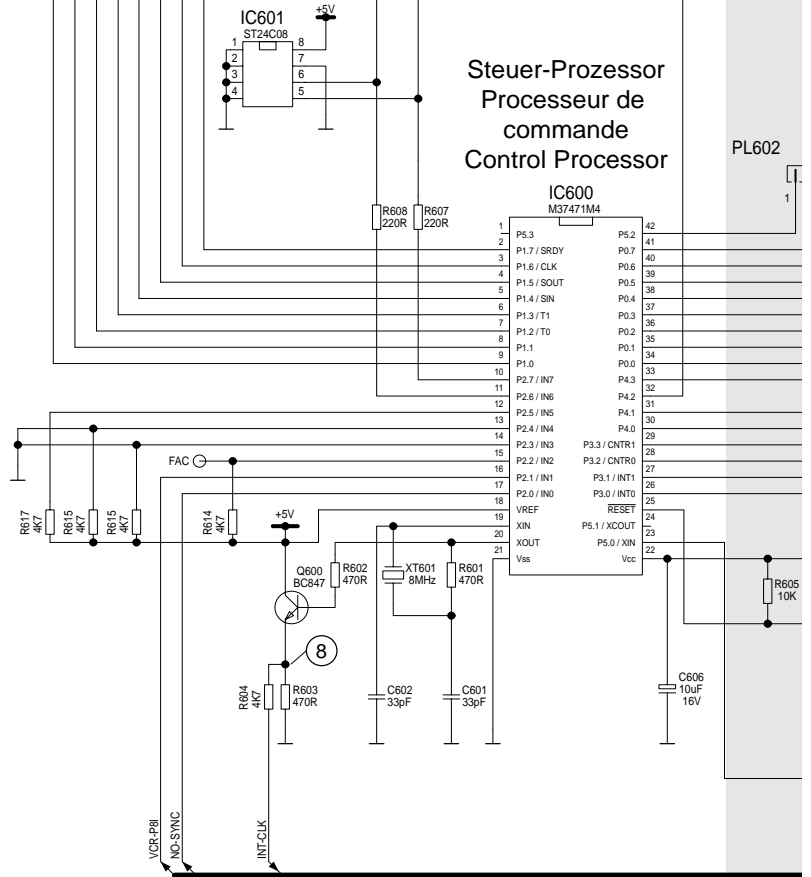 IC601
ST24C08
+5V
1
2
3
4
8
7
6
5
Steuer-Prozessor
Processeur de
commande
Control Processor
PL602
1
IC600
M37471M4
R608
220R
R607
220R
1
2
3
4
5
6
7
8
9
10
11
12
13
14
15
16
17
18
19
20
21
P5.3
P1.7 / SRDY
P1.6 / CLK
P1.5 / SOUT
P1.4 / SIN
P1.3 / T1
P1.2 / T0
P1.1
P1.0
P2.7 / IN7
P2.6 / IN6
P2.5 / IN5
P2.4 / IN4
P2.3 / IN3
P2.2 / IN2
P2.1 / IN1
P2.0 / IN0
VREF
XIN
XOUT
Vss
P5.2
P0.7
P0.6
P0.5
P0.4
P0.3
P0.2
P0.1
P0.0
P4.3
P4.2
P4.1
P4.0
P3.3 / CNTR1
P3.2 / CNTR0
P3.1 / INT1
P3.0 / INT0
RESET
P5.1 / XCOUT
P5.0 / XIN
Vcc
42
41
40
39
38
37
36
35
34
33
32
31
30
29
28
27
26
25
24
23
22
FAC
R617
4K7
R615
4K7
R615
4K7
R614
4K7
+5V
Q600
BC847
R602
470R
XT601
8MHz
R601
470R
R605
10K
8
R604
4K7
R603
470R
C602
33pF
C601
33pF
C606
10uF
16V
VCR-P8I
NO-SYNC
INT-CLK